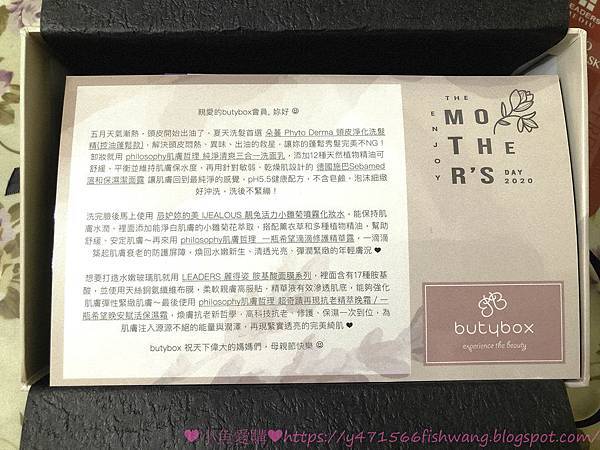 親愛的butybox會員, 妳好 ☺
五月天氣漸熱，頭皮開始出油了，夏天洗髮首選 朵蔓 Phyto Derma 頭皮淨化洗髮
精(控油蓬鬆款)，解決頭皮悶熱、異味、出油的救星，讓妳的蓬鬆秀髮完美不NG！
卸妝就用 philosophy肌膚哲理 純淨清爽三合一洗面乳，添加12種天然植物精油可
舒緩、平衡並維持肌膚保水度，再用針對敏弱、乾燥肌設計的 德國施巴Sebamed
溫和保濕潔面露 讓肌膚回到最純淨的感覺，pH5.5健康配方，不含皂鹼，泡沫細緻
好沖洗，洗後不緊繃！
洗完臉後馬上使用 忌妒妳的美 IJEALOUS 靚兔活力小雛菊噴霧化妝水，能保持肌
膚水潤，裡面添加能淨白肌膚的小雛菊花萃取，搭配薰衣草和多種植物精油，幫助
舒緩、安定肌膚～再來用 philosophy肌膚哲理 一瓶希望滴滴修護精華露，一滴滴
築起肌膚衰老的防護屏障，煥回水嫩新生、清透光亮、彈潤緊緻的年輕膚況 ♥
想要打造水嫩玻璃肌就用 LEADERS 麗得姿 胺基酸面膜系列，裡面含有17種胺基
酸，並使用天絲銅氨纖維布膜，柔軟親膚高服貼，精華液有效滲透肌底，能夠強化
肌膚彈性緊緻肌膚～最後使用 philosophy肌膚哲理 超奇蹟再現抗老精萃晚霜 / 一
瓶希望晚安賦活保濕霜，煥膚抗老新哲學，高科技抗老、修護、保濕一次到位，為
肌膚注入源源不絕的能量與潤澤，再現緊實透亮的完美綺肌 ♥
butybox 祝天下偉大的媽媽們，母親節快樂 ☺
ENJOY
THE
MO
THE
R'S
DAY
2020
butybox
experience the beauty
LEADERS
MEDIU
SK
♥小魚愛購♥https://y471566fishwang.blogspot.com/